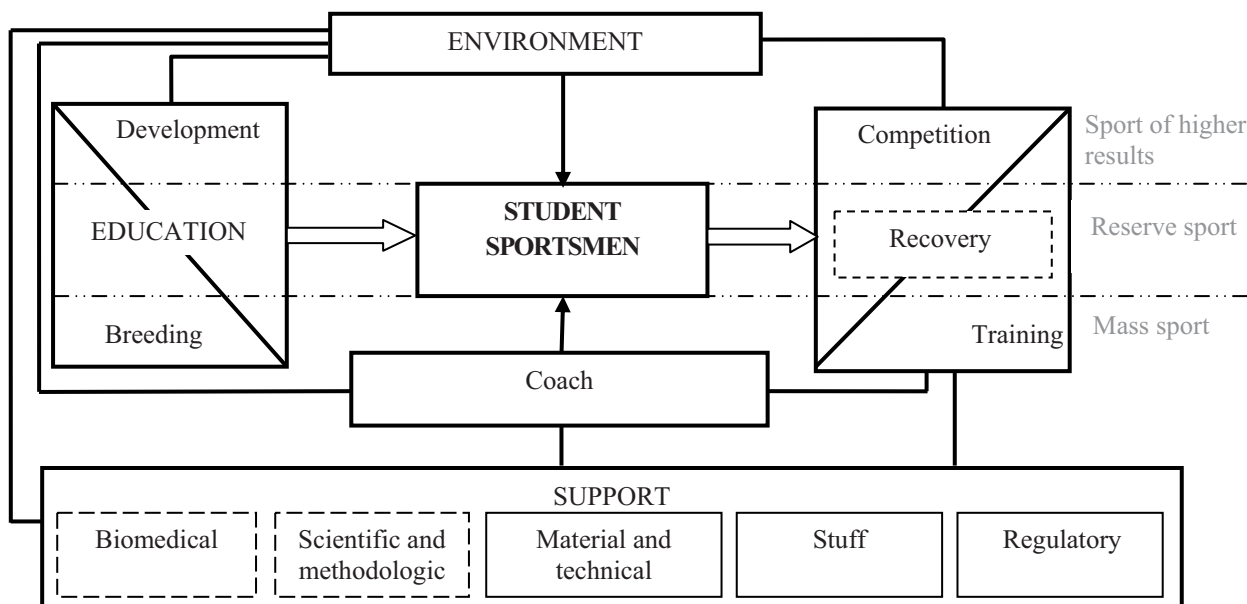 ENVIRONMENT
Development
Competition
Sport of higher
results
STUDENT
SPORTSMEN
EDUCATION
Recovery
Reserve sport
Breeding
Training
Mass sport
Coach
SUPPORT
Biomedical
Scientific and
methodologic
Material and
technical
Stuff
Regulatory